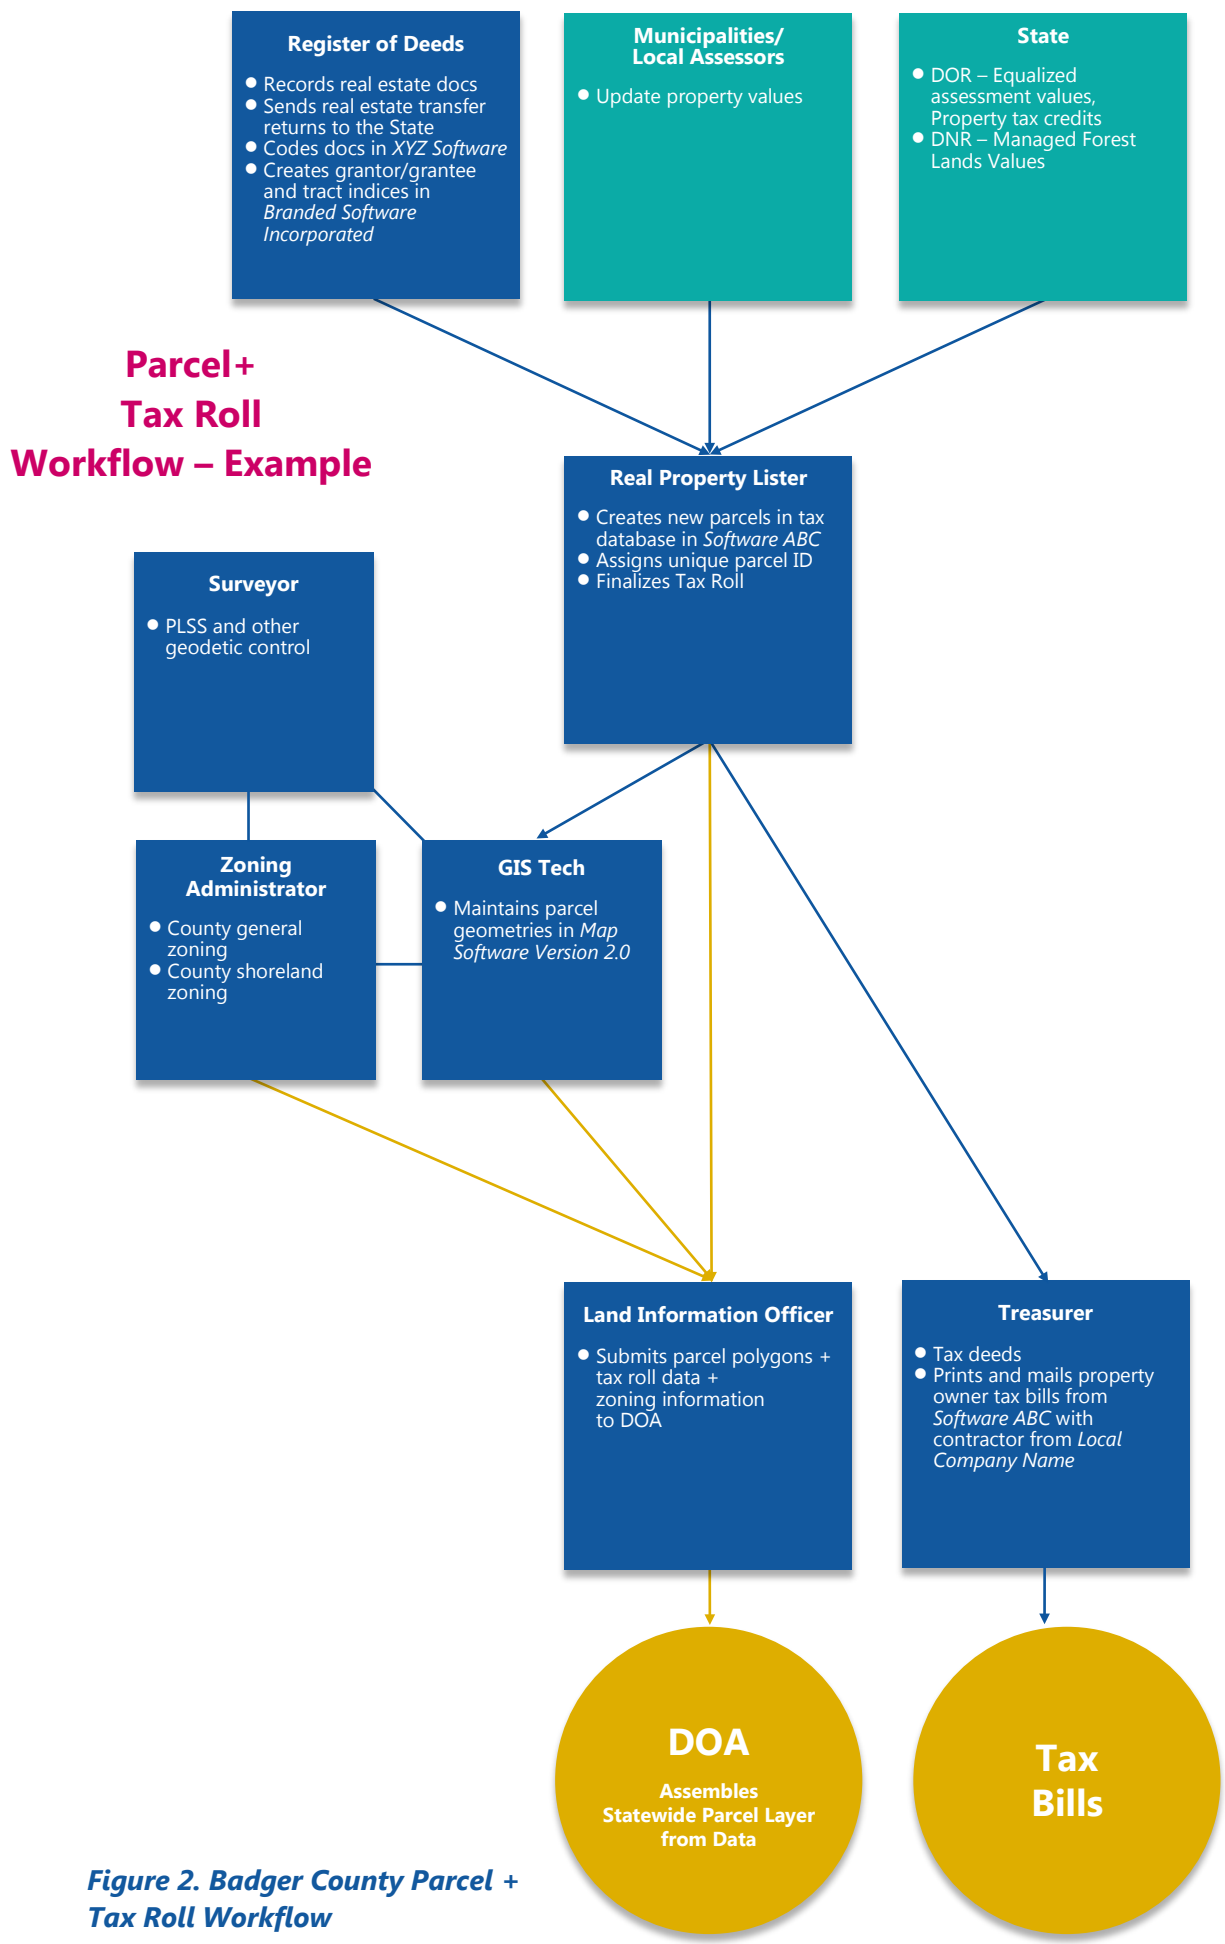 Register of Deeds
Records real estate docs
Sends real estate transfer
returns to the State
Codes docs in XYZ Software
Creates grantor/grantee
and tract indices in
Branded Software
Incorporated
Municipalities/
Local Assessors
Update property values
State
DOR – Equalized
assessment values,
Property tax credits
DNR – Managed Forest
Lands Values
Parcel+
Tax Roll
Workflow – Example
Real Property Lister
Creates new parcels in tax
database in Software ABC
Assigns unique parcel ID
Finalizes Tax Roll
Surveyor
PLSS and other
geodetic control
Zoning
Administrator
County general
zoning
County shoreland
zoning
GIS Tech
Maintains parcel
geometries in Map
Software Version 2.0
Land Information Officer
Submits parcel polygons +
tax roll data +
zoning information
to DOA
Treasurer
Tax deeds
Prints and mails property
owner tax bills from
Software ABC with
contractor from Local
Company Name
DOA
Assembles
Statewide Parcel Layer
from Data
Tax
Bills
Figure 2. Badger County Parcel +
Tax Roll Workflow